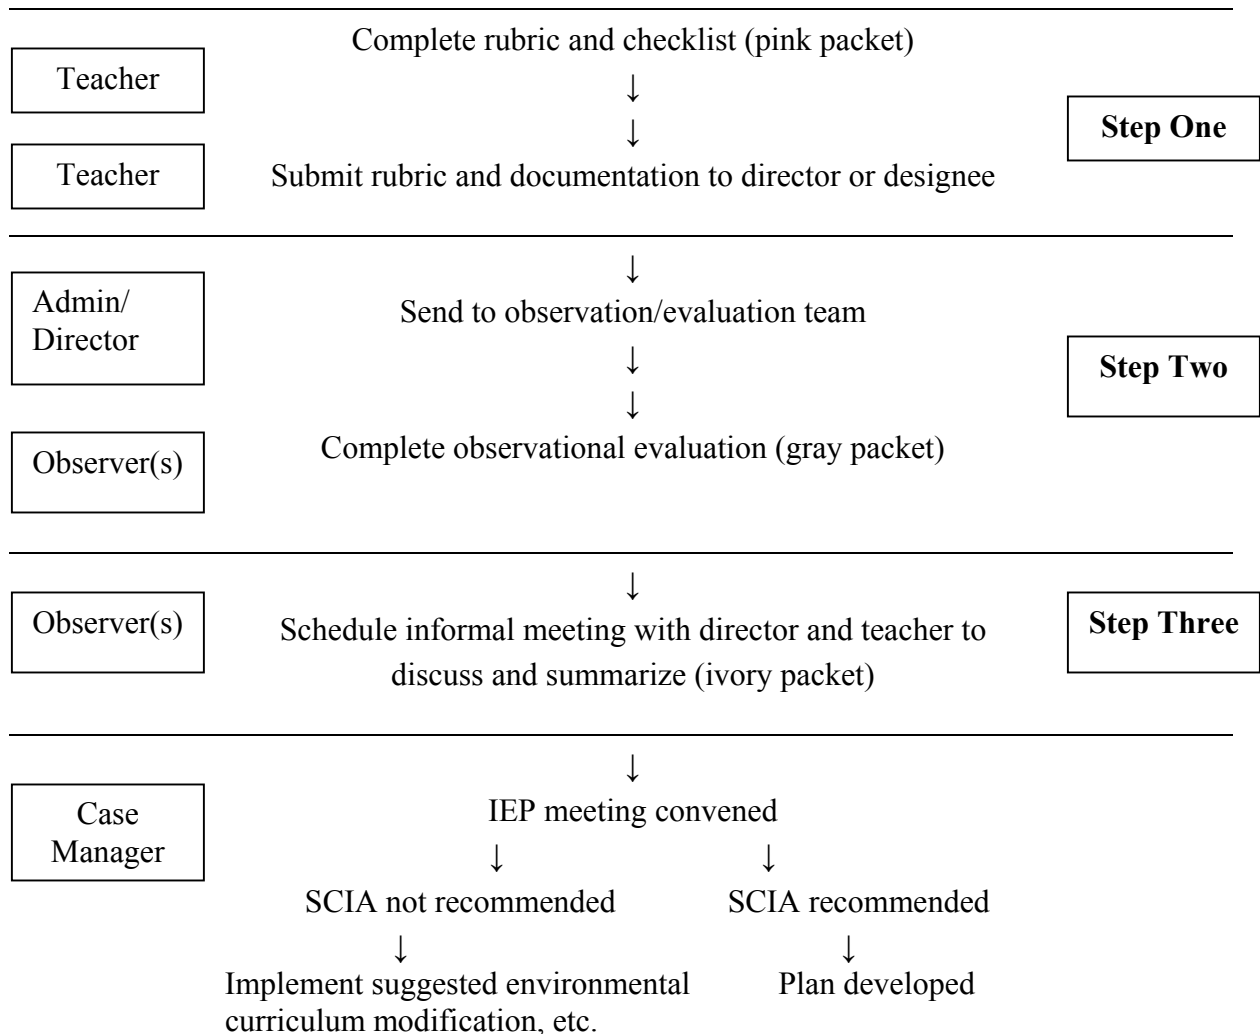 Complete rubric and checklist (pink packet)
Teacher
↓
↓
Step One
Teacher
Submit rubric and documentation to director or designee
↓
Admin/
Director
Send to observation/evaluation team
↓
Step Two
↓
Observer(s)
Complete observational evaluation (gray packet)
↓
Observer(s)
Schedule informal meeting with director and teacher to
discuss and summarize (ivory packet)
Step Three
↓
Case
Manager
IEP meeting convened
↓ ↓
SCIA not recommended
SCIA recommended
↓ ↓
Implement suggested environmental
curriculum modification, etc.
Plan developed